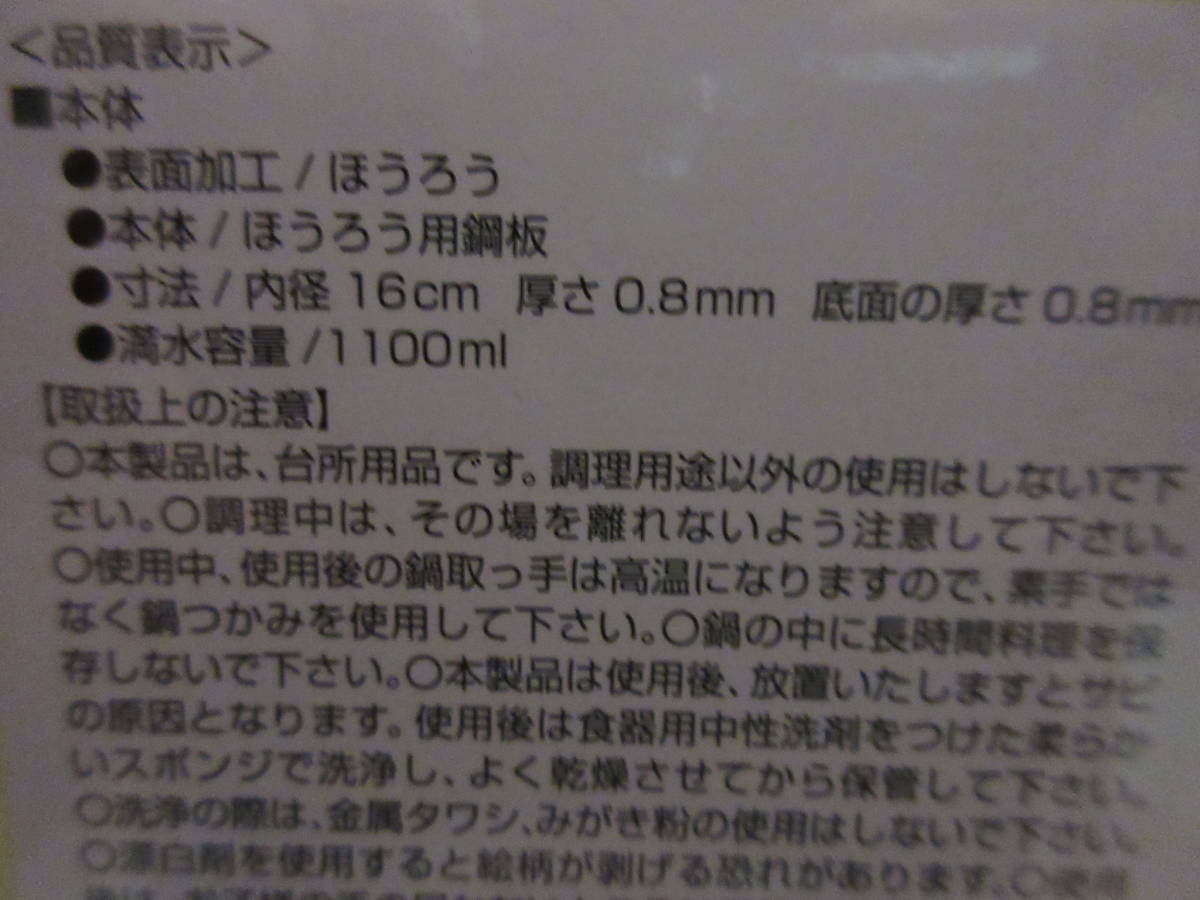 ＜品質表示＞
■本体
●表面加工/ほうろう
●本体/ほうろう用鋼板
●寸法/内径16cm 厚さ0.8mm 底面の厚さ0.8mm
●満水容量/1100ml
【取扱上の注意】
○本製品は、台所用品です。調理用途以外の使用はしないで下
さい。○調理中は、その場を離れないよう注意して下さい。
○使用中、使用後の鍋取っ手は高温になりますので、素手では
なく鍋つかみを使用して下さい。○鍋の中に長時間料理を保
存しないで下さい。○本製品は使用後、放置いたしますとサビ
の原因となります。使用後は食器用中性洗剤をつけた柔らか
いスポンジで洗浄し、よく乾燥させてから保管して下さい。
○洗浄の際は、金属タワシ、みがき粉の使用はしないで下さい。
○漂白剤を使用すると絵柄が剥げる恐れがあります。○使用